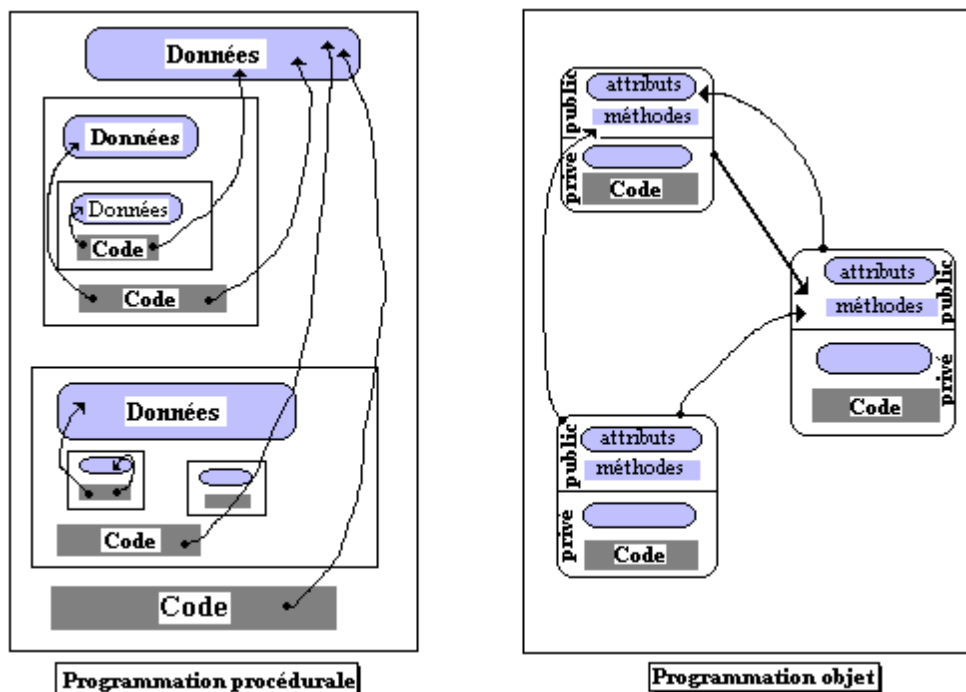 Données
Données
Données
Code
Code
Données
Code
Code
Programmation procédurale
public
attributs
méthodes
privé
Code
attributs
méthodes
public
privé
Code
public
attributs
méthodes
privé
Code
Programmation objet